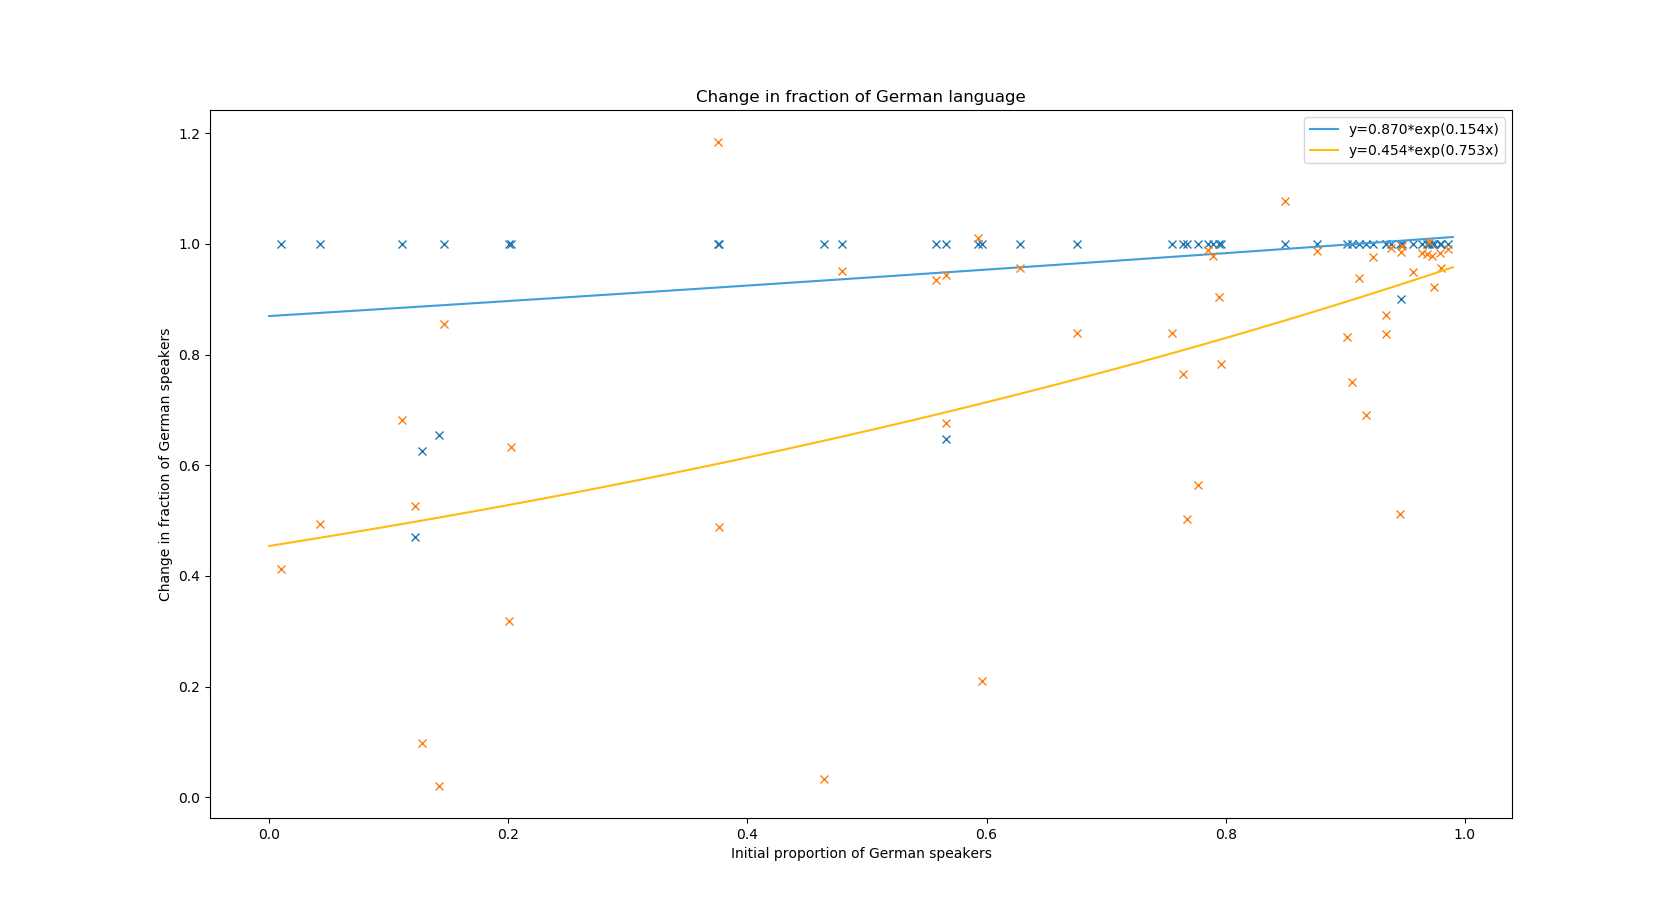 Change in fraction of German language
y=0.870*exp(0.154x)
y=0.454*exp(0.753x)
Change in fraction of German speakers
1.2
1.0
0.8
0.6
0.4
0.2
0.0
0.0 0.2 0.4 0.6 0.8 1.0
Initial proportion of German speakers